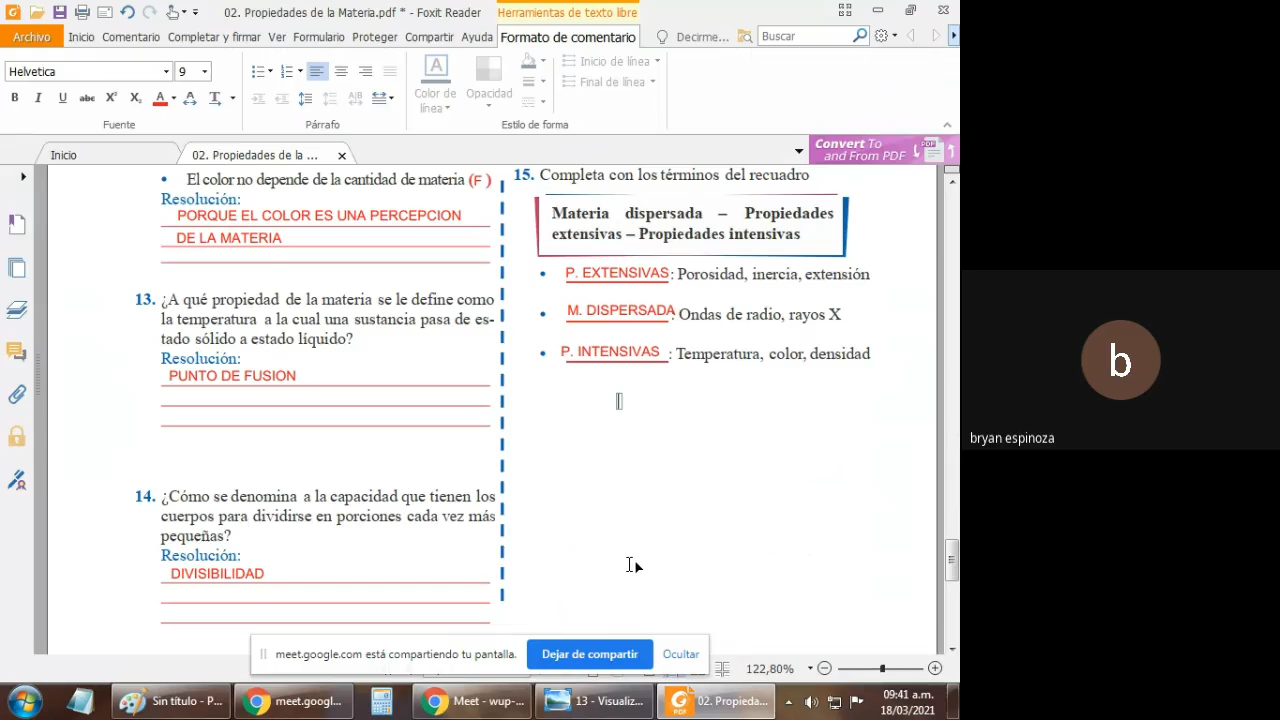 02. Propiedades de la Materia.pdf * - Foxit Reader
Herramientas de texto libre
Archivo
Inicio
Comentario
Completar y firmar
Ver
Formulario
Proteger
Compartir
Ayuda
Formato de comentario
Decirme...
Buscar
Helvetica
9
Color de línea
Opacidad
Inicio de línea
Final de línea
Fuente
Párrafo
Estilo de forma
Inicio
02. Propiedades de la ...
Convert To
and From PDF
• El color no depende de la cantidad de materia (F )
Resolución:
PORQUE EL COLOR ES UNA PERCEPCION
DE LA MATERIA
13. ¿A qué propiedad de la materia se le define como
la temperatura a la cual una sustancia pasa de es-
tado sólido a estado líquido?
Resolución:
PUNTO DE FUSION
14. ¿Cómo se denomina a la capacidad que tienen los
cuerpos para dividirse en porciones cada vez más
pequeñas?
Resolución:
DIVISIBILIDAD
15. Completa con los términos del recuadro
Materia dispersada – Propiedades
extensivas – Propiedades intensivas
• P. EXTENSIVAS : Porosidad, inercia, extensión
• M. DISPERSADA : Ondas de radio, rayos X
• P. INTENSIVAS : Temperatura, color, densidad
b
bryan espinoza
meet.google.com está compartiendo tu pantalla.
Dejar de compartir
Ocultar
122,80%
Sin título - P...
meet.googl...
Meet - wup-...
13 - Visualiz...
02. Propieda...
09:41 a.m.
18/03/2021